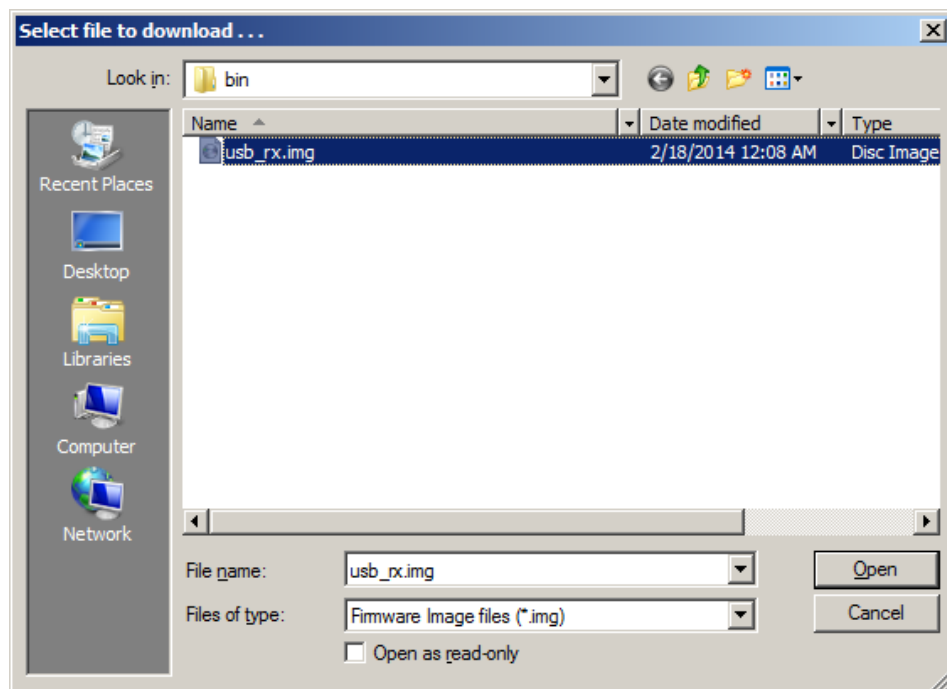 Select file to download . . .
Look in: bin
Name Date modified Type
usb_rx.img 2/18/2014 12:08 AM Disc Image
Recent Places
Desktop
Libraries
Computer
Network
File name: usb_rx.img Open
Files of type: Firmware Image files (*.img) Cancel
Open as read-only